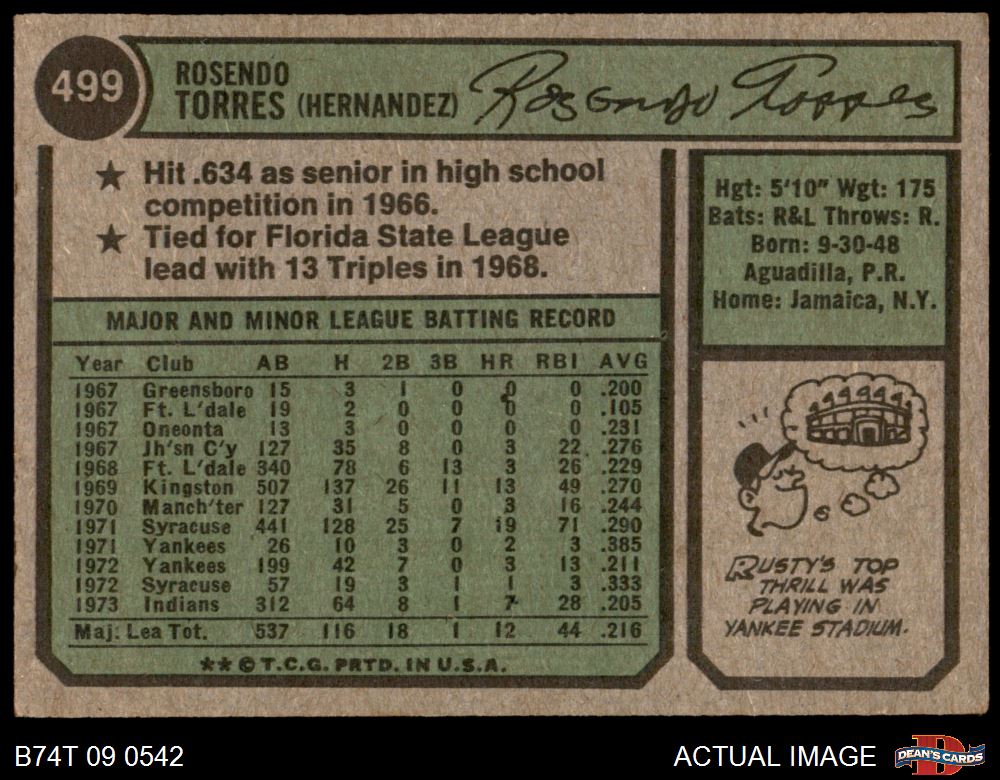 499
ROSENDO
TORRES (HERNANDEZ) Rosendo Torres
★ Hit .634 as senior in high school
competition in 1966.
★ Tied for Florida State League
lead with 13 Triples in 1968.
Hgt: 5'10" Wgt: 175
Bats: R&L Throws: R.
Born: 9-30-48
Aguadilla, P.R.
Home: Jamaica, N.Y.
MAJOR AND MINOR LEAGUE BATTING RECORD
Year Club AB H 2B 3B HR RBI AVG
1967 Greensboro 15 3 1 0 0 0 .200
1967 Ft. L'dale 19 2 0 0 0 0 .105
1967 Oneonta 13 3 0 0 0 0 .231
1967 Jh'sn C'y 127 35 8 0 3 22 .276
1968 Ft. L'dale 340 78 6 13 3 26 .229
1969 Kingston 507 137 26 11 13 49 .270
1970 Manch'ter 127 31 5 0 3 16 .244
1971 Syracuse 441 128 25 7 19 71 .290
1971 Yankees 26 10 3 0 2 3 .385
1972 Yankees 199 42 7 0 3 13 .211
1972 Syracuse 57 19 3 1 1 3 .333
1973 Indians 312 64 8 1 7 28 .205
Maj. Lea Tot. 537 116 18 1 12 44 .216
**©T.C.G. PRTD. IN U.S.A.
RUSTY'S TOP
THRILL WAS
PLAYING IN
YANKEE STADIUM.
B74T 09 0542
ACTUAL IMAGE
D
DEAN'S CARDS